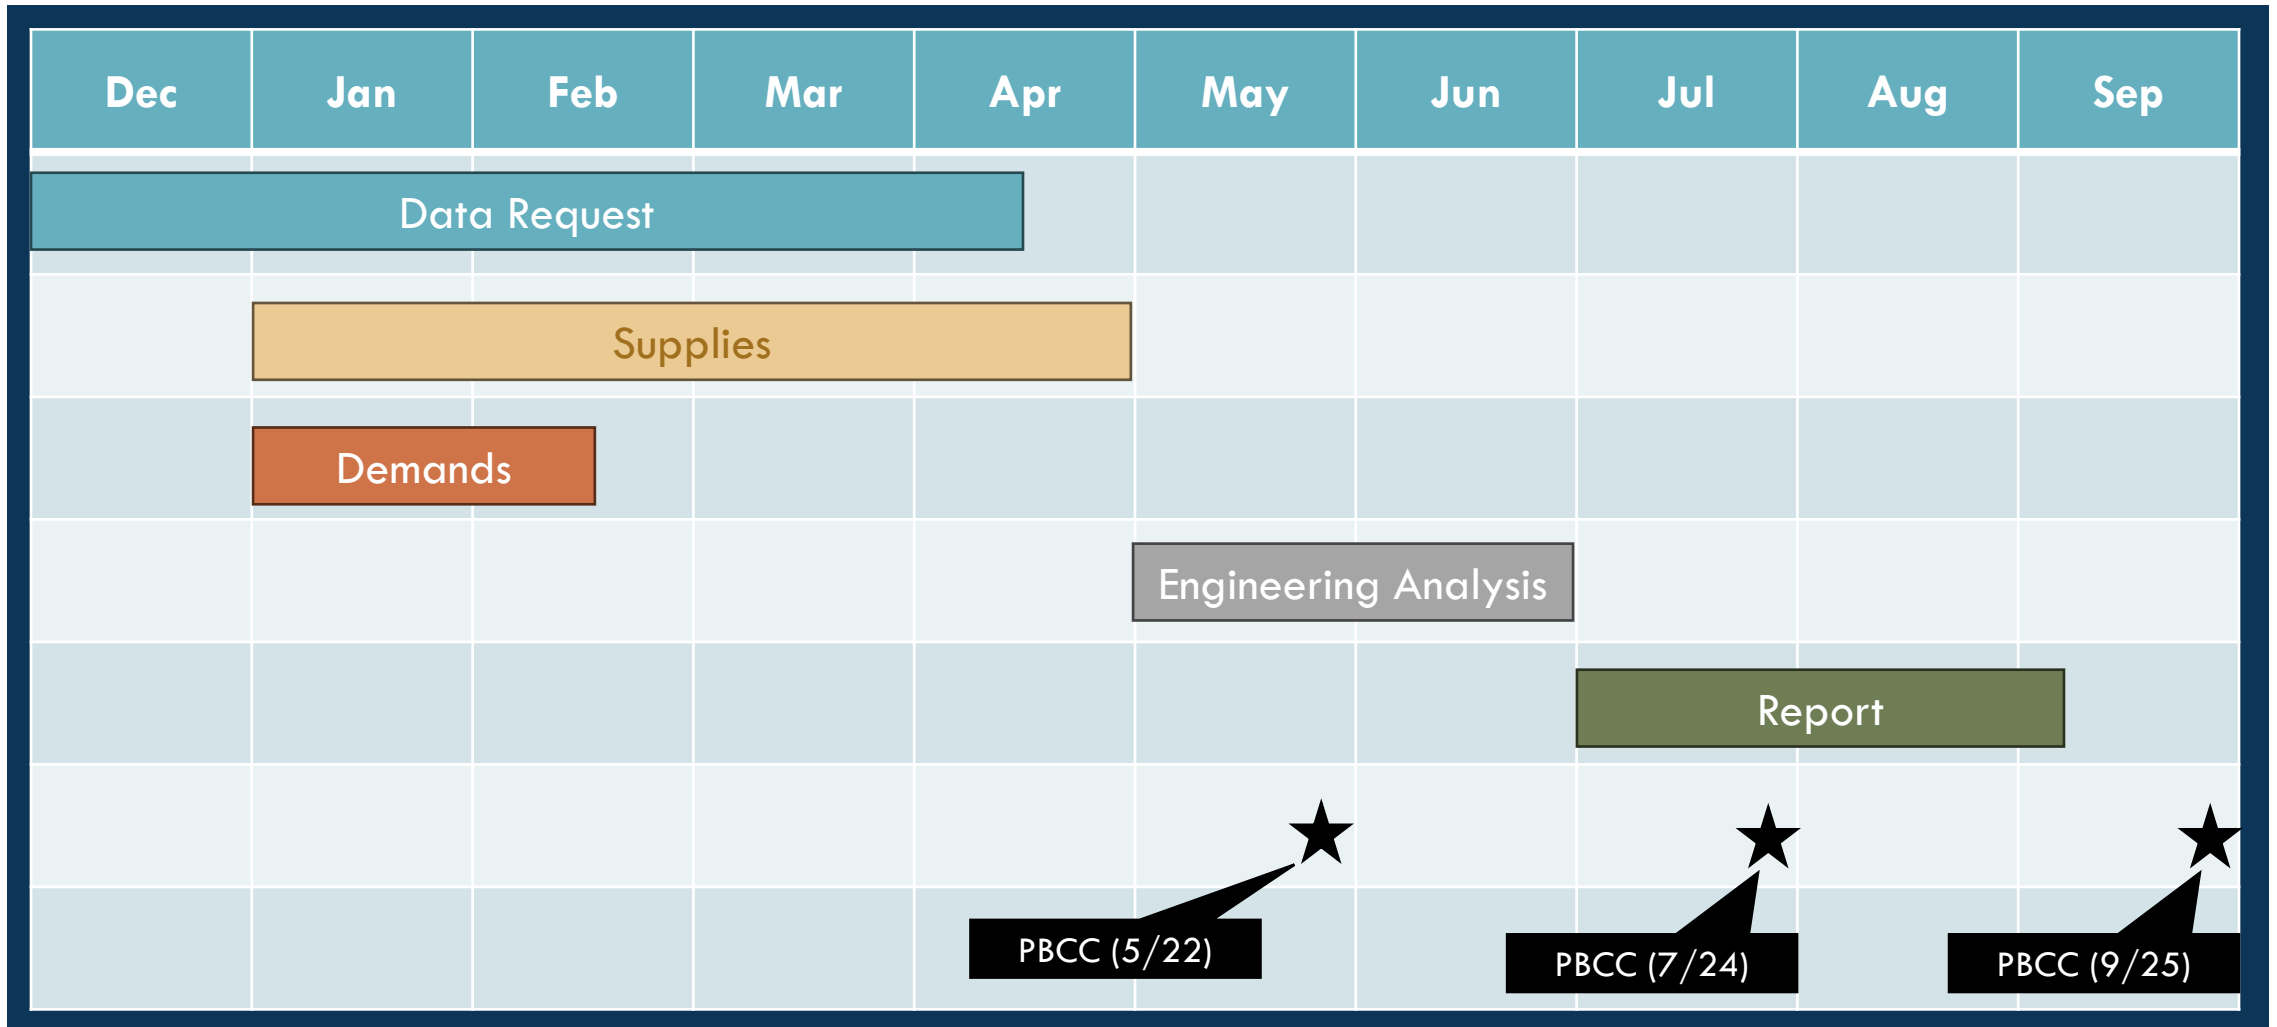 Dec Jan Feb Mar Apr May Jun Jul Aug Sep
Data Request
Supplies
Demands
Engineering Analysis
Report
PBCC (5/22)
PBCC (7/24)
PBCC (9/25)